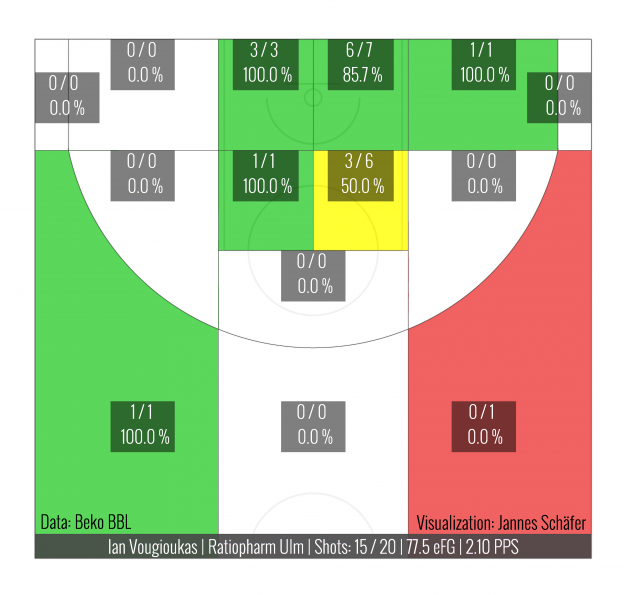 3 / 3
100.0 %
6 / 7
85.7 %
0 / 0
0.0 %
1 / 1
100.0 %
0 / 0
0.0 %
0 / 0
0.0 %
0 / 0
0.0 %
1 / 1
100.0 %
3 / 6
50.0 %
0 / 0
0.0 %
0 / 0
0.0 %
1 / 1
100.0 %
0 / 0
0.0 %
0 / 1
0.0 %
Data: Beko BBL
Visualization: Jannes Schäfer
Ian Vougioukas | Ratiopharm Ulm | Shots: 15 / 20 | 77.5 eFG | 2.10 PPS